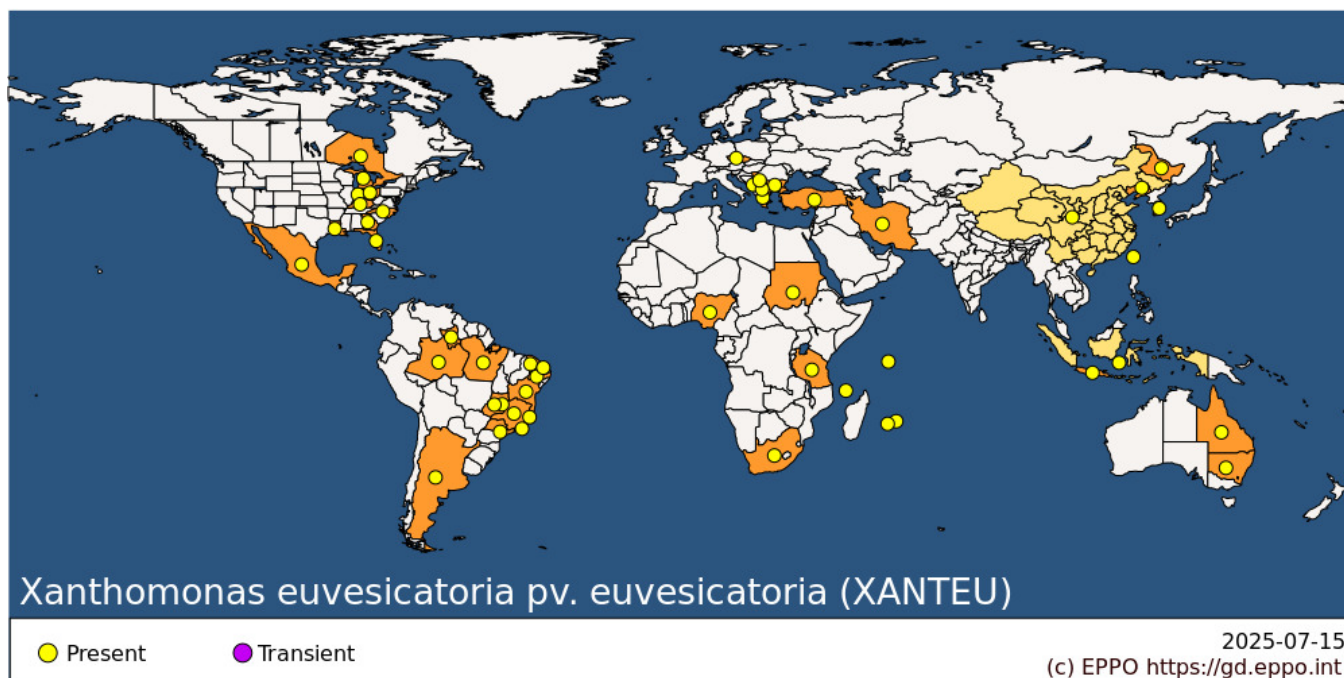 Xanthomonas euvesicatoria pv. euvesicatoria (XANTEU)
Present
Transient
2025-07-15
(c) EPPO https://gd.eppo.int